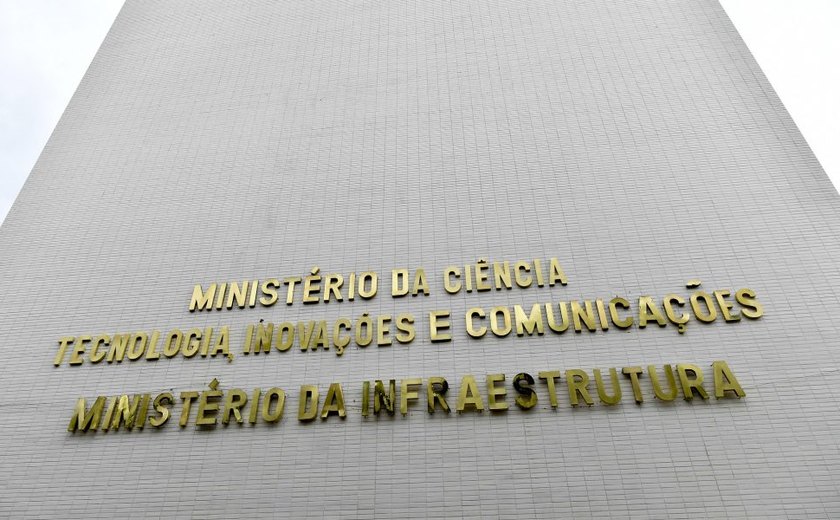 MINISTÉRIO DA CIÊNCIA
TECNOLOGIA, INOVAÇÕES E COMUNICAÇÕES
MINISTÉRIO DA INFRAESTRUTURA